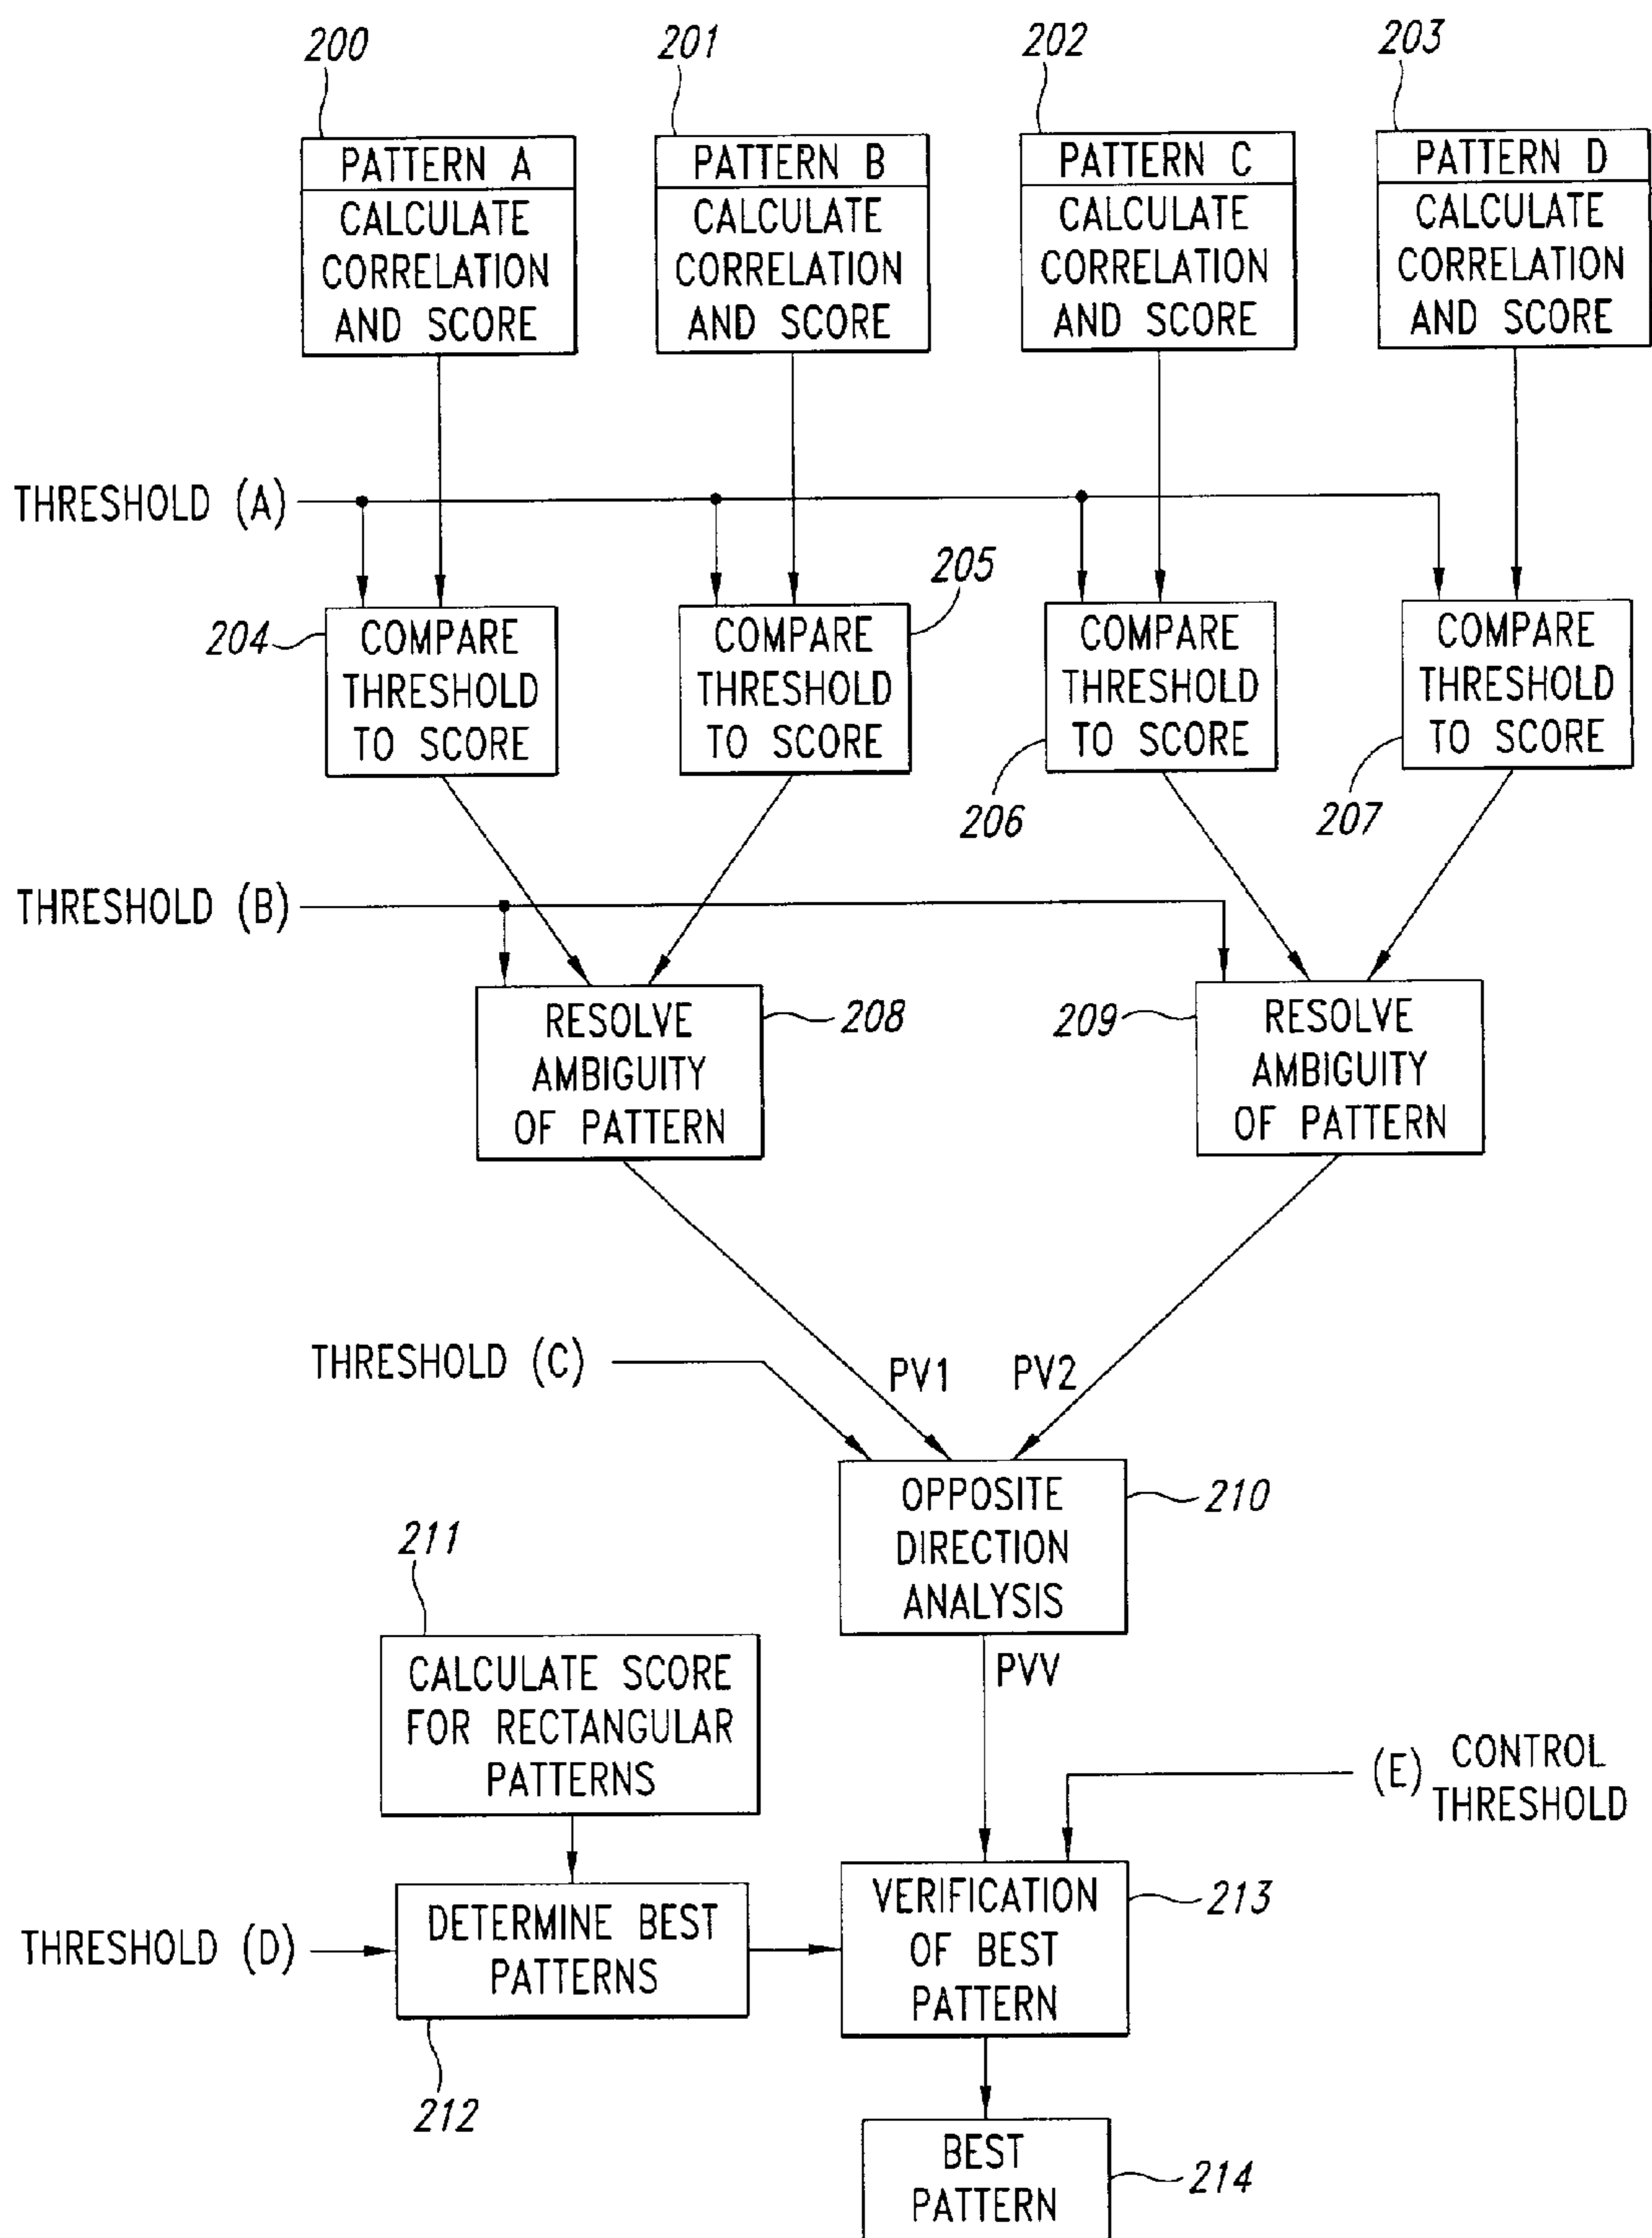 200
201
202
203
PATTERN A
CALCULATE
CORRELATION
AND SCORE
PATTERN B
CALCULATE
CORRELATION
AND SCORE
PATTERN C
CALCULATE
CORRELATION
AND SCORE
PATTERN D
CALCULATE
CORRELATION
AND SCORE
THRESHOLD (A)
204
COMPARE
THRESHOLD
TO SCORE
205
COMPARE
THRESHOLD
TO SCORE
206
COMPARE
THRESHOLD
TO SCORE
207
COMPARE
THRESHOLD
TO SCORE
THRESHOLD (B)
RESOLVE
AMBIGUITY
OF PATTERN
208
209
RESOLVE
AMBIGUITY
OF PATTERN
THRESHOLD (C)
PV1
PV2
OPPOSITE
DIRECTION
ANALYSIS
210
PVV
211
CALCULATE SCORE
FOR RECTANGULAR
PATTERNS
(E) CONTROL
THRESHOLD
THRESHOLD (D)
DETERMINE BEST
PATTERNS
212
VERIFICATION
OF BEST
PATTERN
213
BEST
PATTERN
214